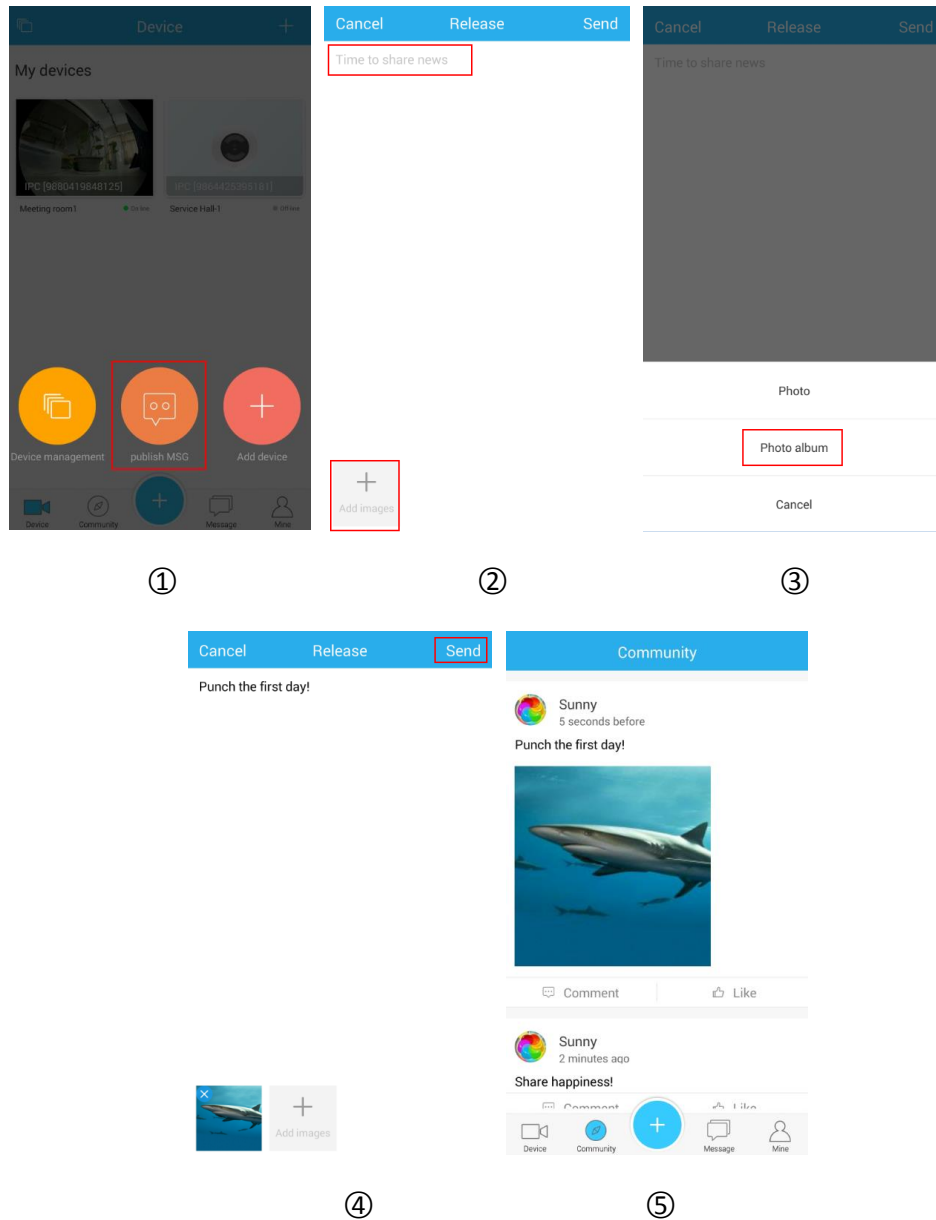 Device
My devices
IPC [9880419848125]
IPC [9864425395181]
Meeting room1
On line
Service Hall-1
Off line
Device management
publish MSG
Add device
Device
Community
Message
Mine
①
Cancel
Release
Send
Time to share news
Add images
②
Cancel
Release
Send
Time to share news
Photo
Photo album
Cancel
③
Cancel
Release
Send
Punch the first day!
Add images
④
Community
Sunny
5 seconds before
Punch the first day!
Comment
Like
Sunny
2 minutes ago
Share happiness!
Comment
Like
Device
Community
Message
Mine
⑤